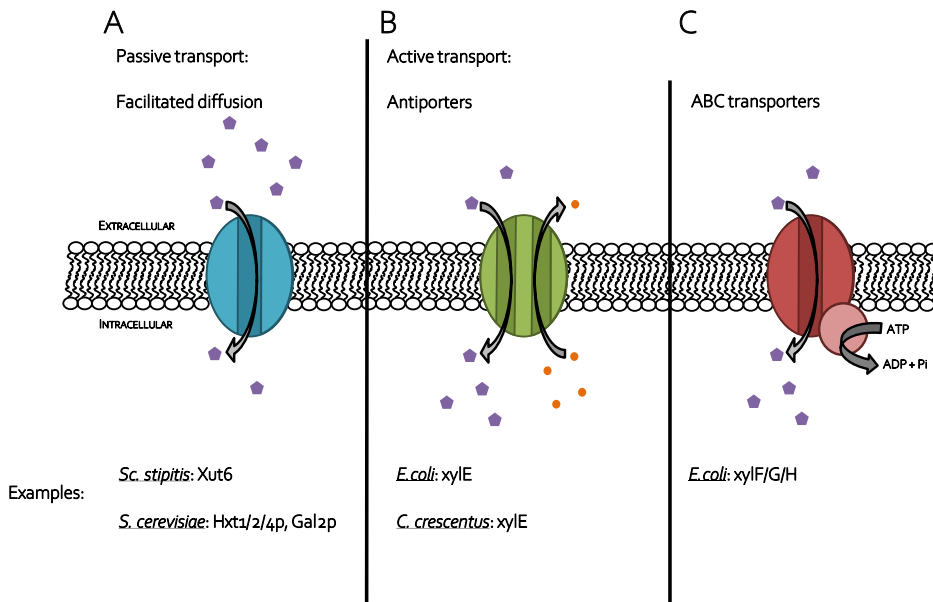 A
Passive transport:
Facilitated diffusion
B
Active transport:
Antiporters
C
ABC transporters
EXTRACELLULAR
INTRACELLULAR
ATP
ADP + Pi
Examples:
Sc. stipitis: Xut6
S. cerevisiae: Hxt1/2/4p, Gal2p
E.coli: xylE
C. crescentus: xylE
E.coli: xylF/G/H